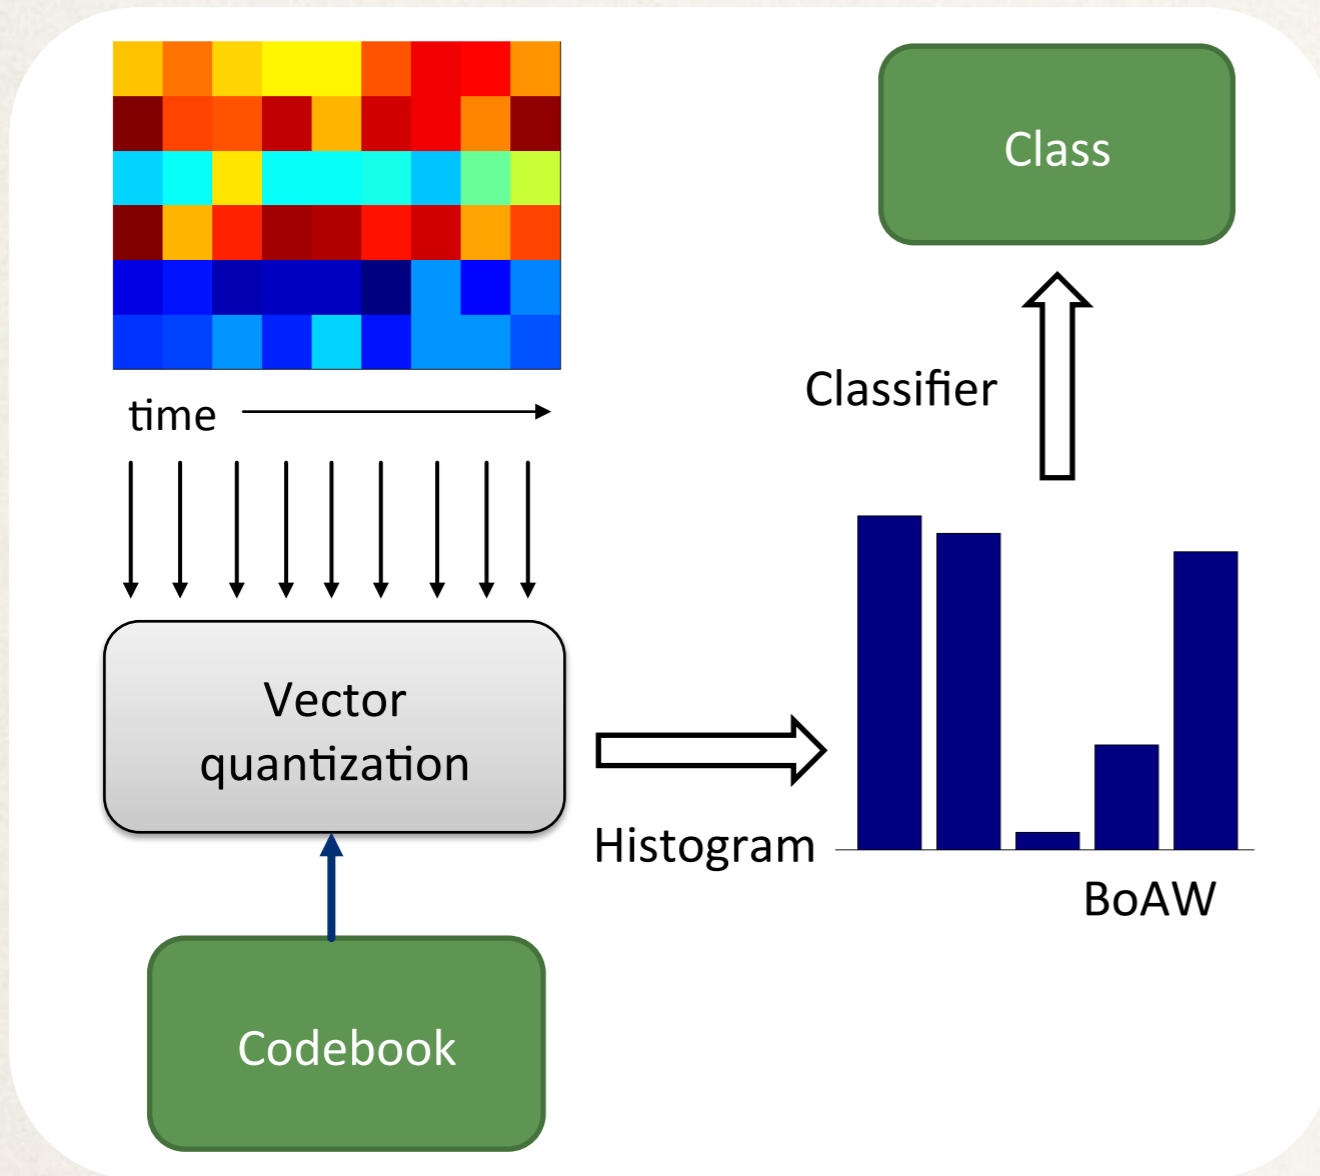 time
Vector
quantization
Codebook
Histogram
BoAW
Classifier
Class